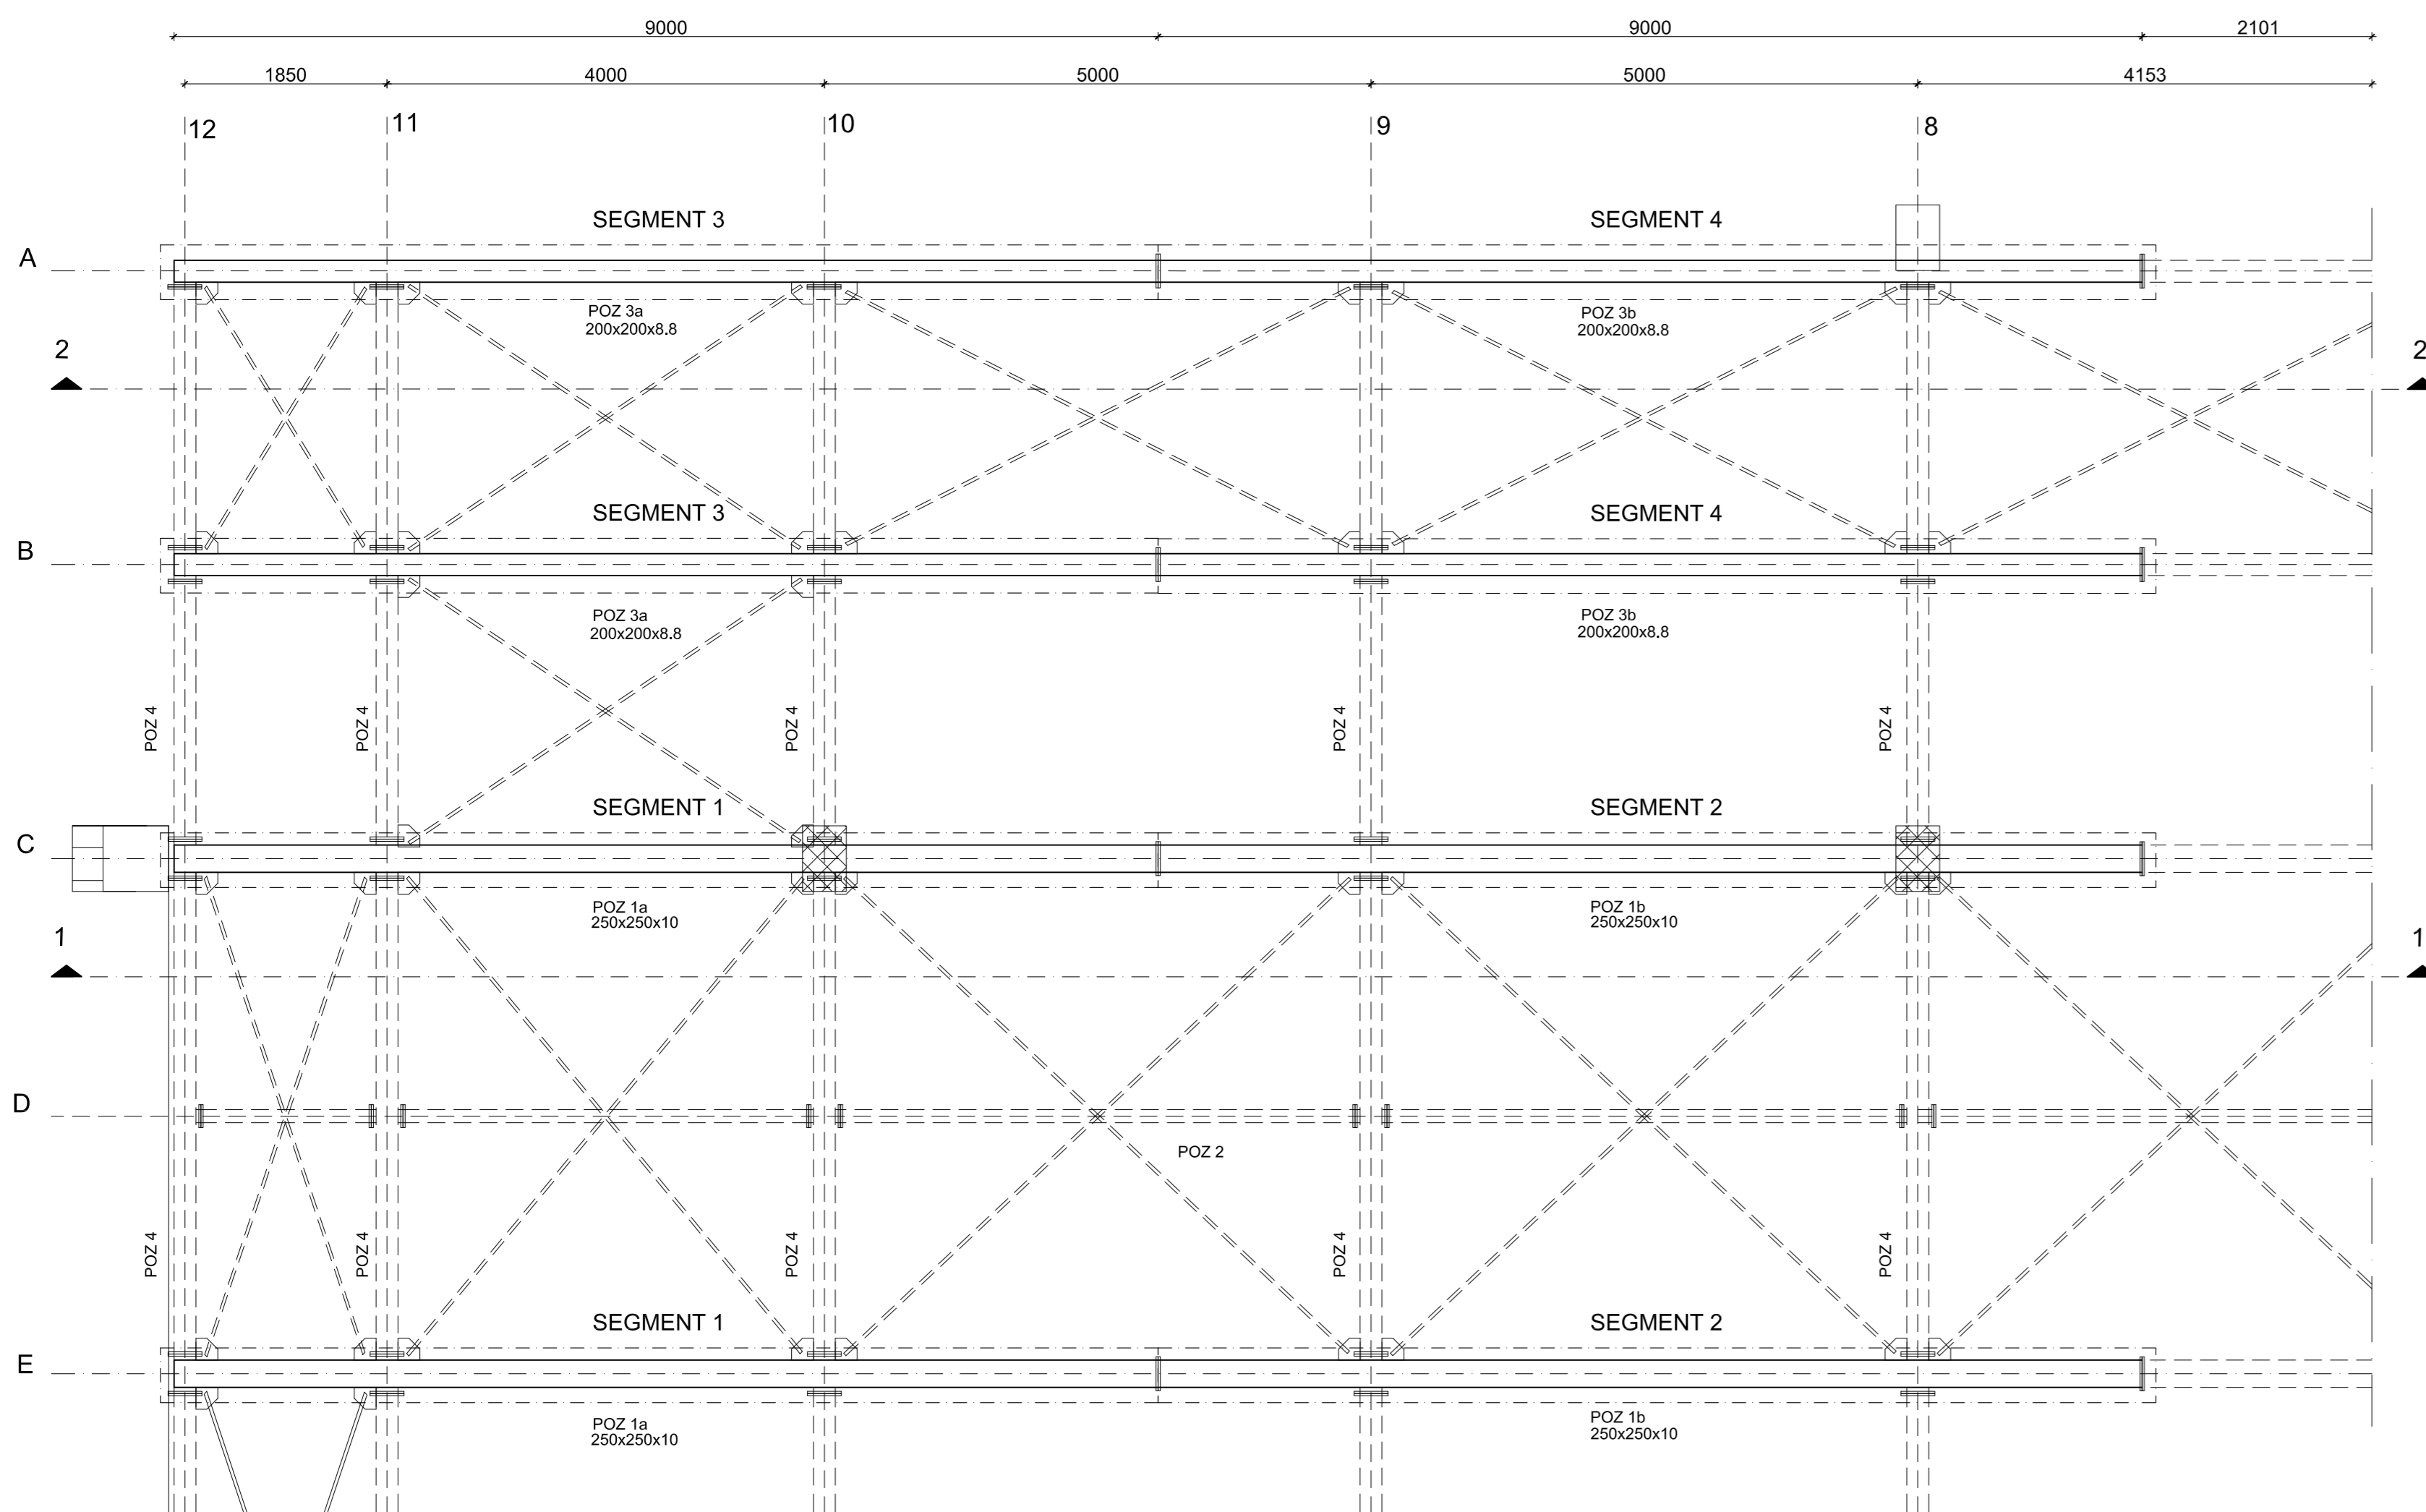 9000 9000 2101
1850 4000 5000 5000 4153
12 11 10 9 8
SEGMENT 3 SEGMENT 4
A
POZ 3a POZ 3b
200x200x8.8 200x200x8.8
2 2
SEGMENT 3 SEGMENT 4
B
POZ 3a POZ 3b
200x200x8.8 200x200x8.8
POZ 4 POZ 4 POZ 4 POZ 4 POZ 4
SEGMENT 1 SEGMENT 2
C
POZ 1a POZ 1b
250x250x10 250x250x10
1 1
D
POZ 2
POZ 4 POZ 4 POZ 4 POZ 4 POZ 4
SEGMENT 1 SEGMENT 2
E
POZ 1a POZ 1b
250x250x10 250x250x10